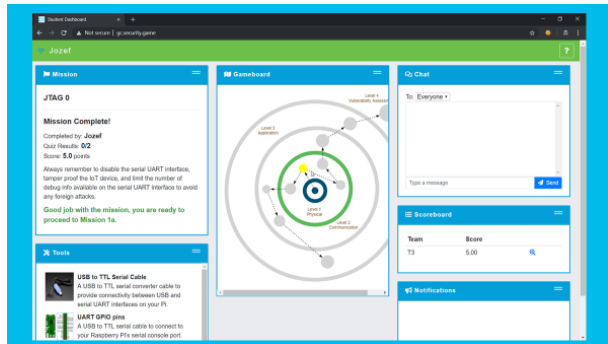 Student Dashboard
Not secure | gr.security.game
Jozef
?
Mission
JTAG 0
Mission Complete!
Completed by: Jozef
Quiz Results: 0/2
Score: 5.0 points
Always remember to disable the serial UART interface,
tamper proof the IoT device, and limit the number of
debug info available on the serial UART interface to avoid
any foreign attacks.
Good job with the mission, you are ready to
proceed to Mission 1a.
Tools
USB to TTL Serial Cable
A USB to TTL serial converter cable to
provide connectivity between USB and
serial UART interfaces on your Pi.
UART GPIO pins
A USB to TTL serial cable to connect to
your Raspberry PI's serial console port.
Gameboard
Level 4
Vulnerability Assessm
Level 3
Application
Level 1
Physical
Level 2
Communication
Chat
To: Everyone
Type a message
Send
Scoreboard
Team Score
T3 5.00
Notifications